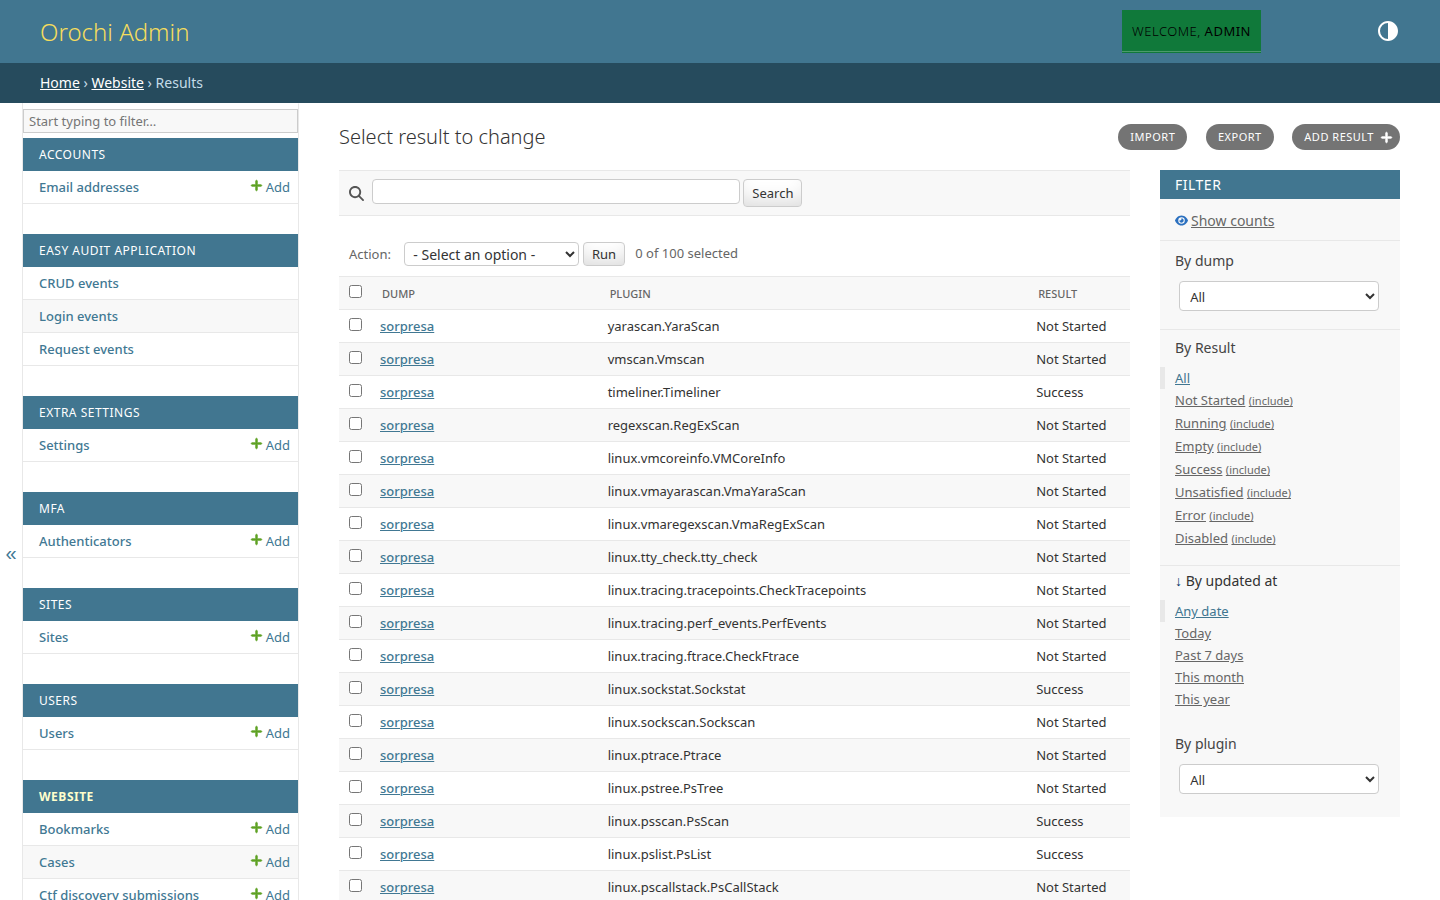 Orochi Admin
WELCOME, ADMIN
Home › Website › Results
Start typing to filter...
ACCOUNTS
Email addresses
Add
EASY AUDIT APPLICATION
CRUD events
Login events
Request events
EXTRA SETTINGS
Settings
Add
MFA
Authenticators
Add
SITES
Sites
Add
USERS
Users
Add
WEBSITE
Bookmarks
Add
Cases
Add
Ctf discovery submissions
Add
«
Select result to change
IMPORT
EXPORT
ADD RESULT
Search
Action:
- Select an option -
Run
0 of 100 selected
DUMP PLUGIN RESULT
sorpresa yarascan.YaraScan Not Started
sorpresa vmscan.Vmscan Not Started
sorpresa timeliner.Timeliner Success
sorpresa regexscan.RegExScan Not Started
sorpresa linux.vmcoreinfo.VMCoreInfo Not Started
sorpresa linux.vmayarascan.VmaYaraScan Not Started
sorpresa linux.vmaregexscan.VmaRegExScan Not Started
sorpresa linux.tty_check.tty_check Not Started
sorpresa linux.tracing.tracepoints.CheckTracepoints Not Started
sorpresa linux.tracing.perf_events.PerfEvents Not Started
sorpresa linux.tracing.ftrace.CheckFtrace Not Started
sorpresa linux.sockstat.Sockstat Success
sorpresa linux.sockscan.Sockscan Not Started
sorpresa linux.ptrace.Ptrace Not Started
sorpresa linux.pstree.PsTree Not Started
sorpresa linux.psscan.PsScan Success
sorpresa linux.pslist.PsList Success
sorpresa linux.pscallstack.PsCallStack Not Started
FILTER
Show counts
By dump
All
By Result
All
Not Started (include)
Running (include)
Empty (include)
Success (include)
Unsatisfied (include)
Error (include)
Disabled (include)
↓ By updated at
Any date
Today
Past 7 days
This month
This year
By plugin
All